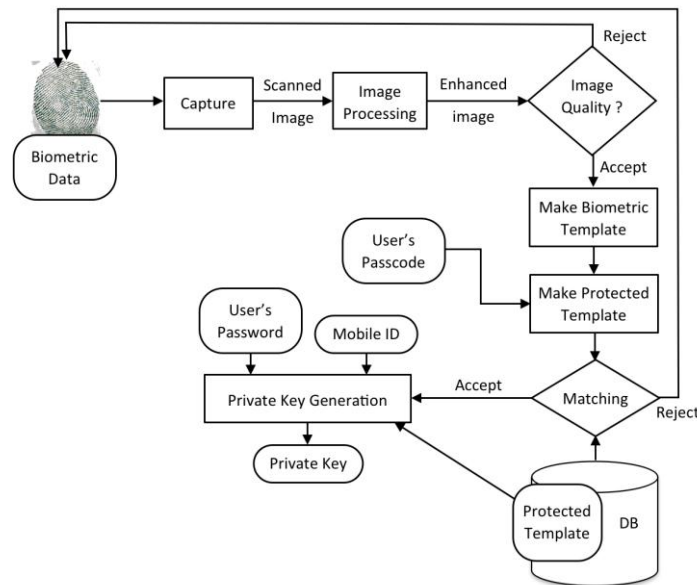 Reject
Biometric
Data
Capture
Scanned
Image
Image
Processing
Enhanced
image
Image
Quality ?
Accept
Make Biometric
Template
User's
Passcode
Make Protected
Template
User's
Password
Mobile ID
Private Key Generation
Accept
Matching
Reject
Private Key
Protected
Template
DB